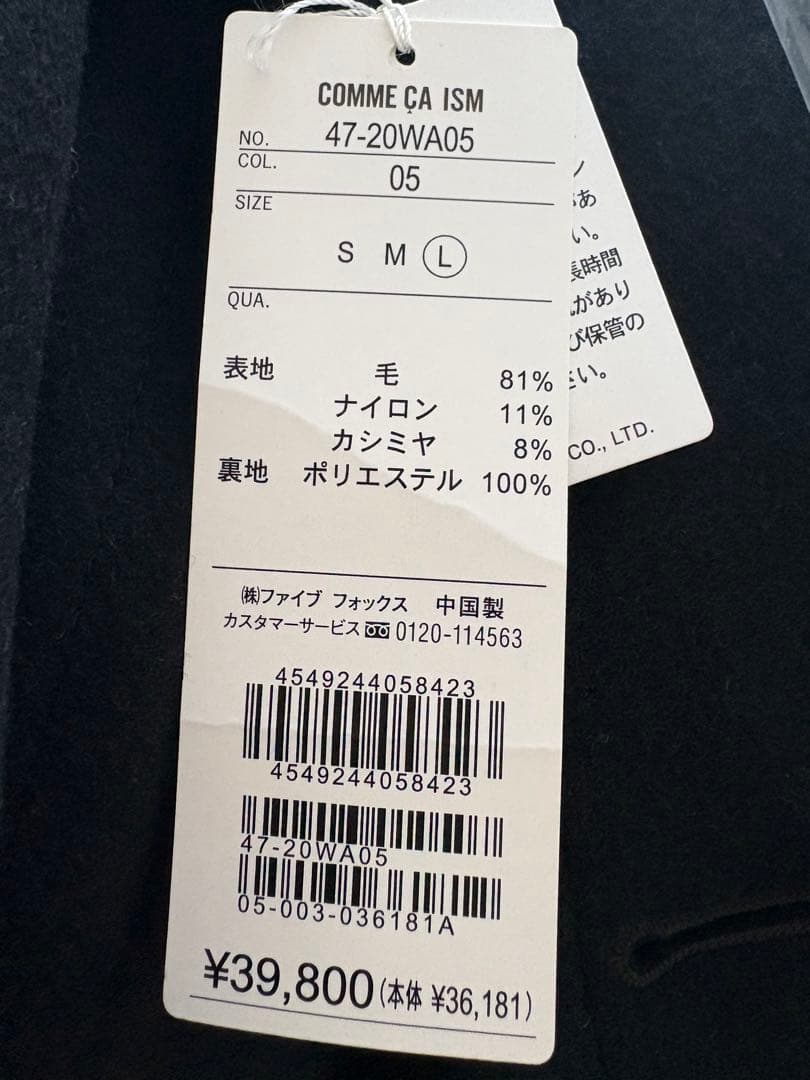 COMME ÇA ISM
NO. 47-20WA05
COL. 05
SIZE
S M L
QUA.
表地 毛 81%
ナイロン 11%
カシミヤ 8%
裏地 ポリエステル 100%
㈱ファイブ フォックス 中国製
カスタマーサービス 0120-114563
4549244058423
4549244058423
47-20WA05
05-003-036181A
¥39,800(本体 ¥36,181)
あ
い。
長時間
があり
び保管の
さい。
CO., LTD.